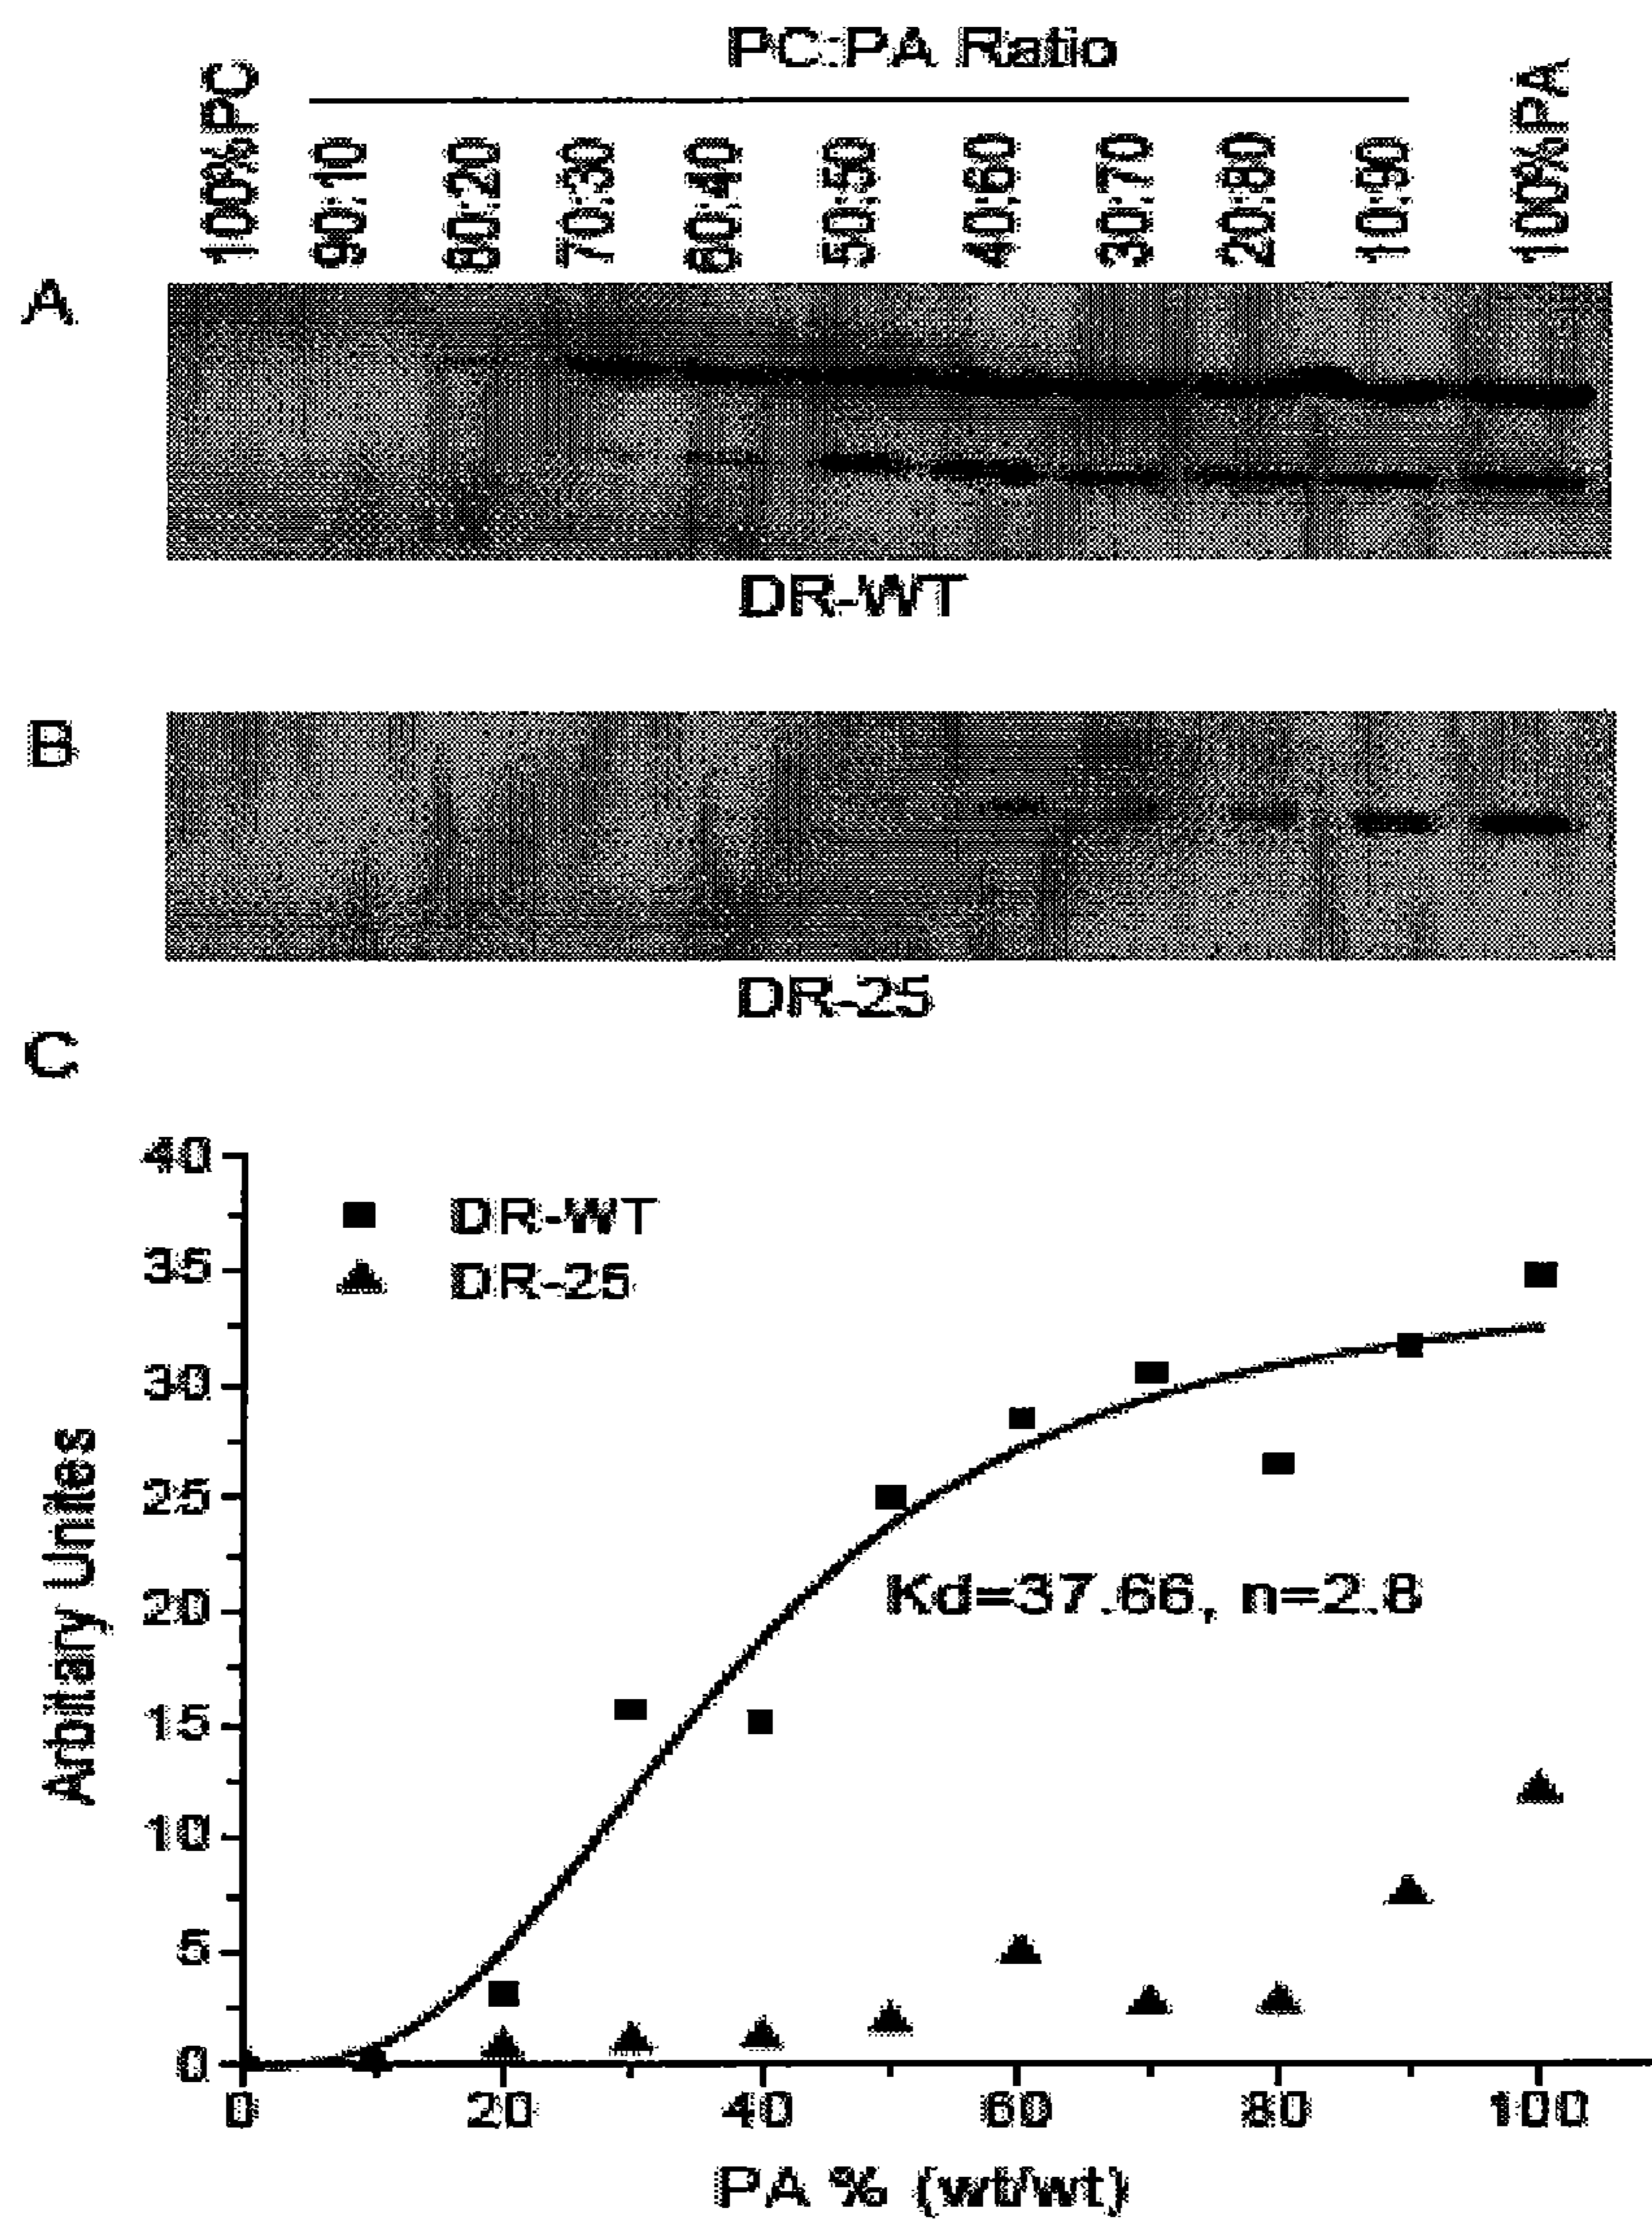 PC:PA Ratio
100% PC
90:10
80:20
70:30
60:40
50:50
40:60
30:70
20:80
10:90
100% PA
A
DR-WT
B
DR-25
C
40
35
30
25
20
15
10
5
0
DR-WT
DR-25
Kd=37.66, n=2.8
Arbitary Unites
0 20 40 60 80 100
PA % (wt/wt)